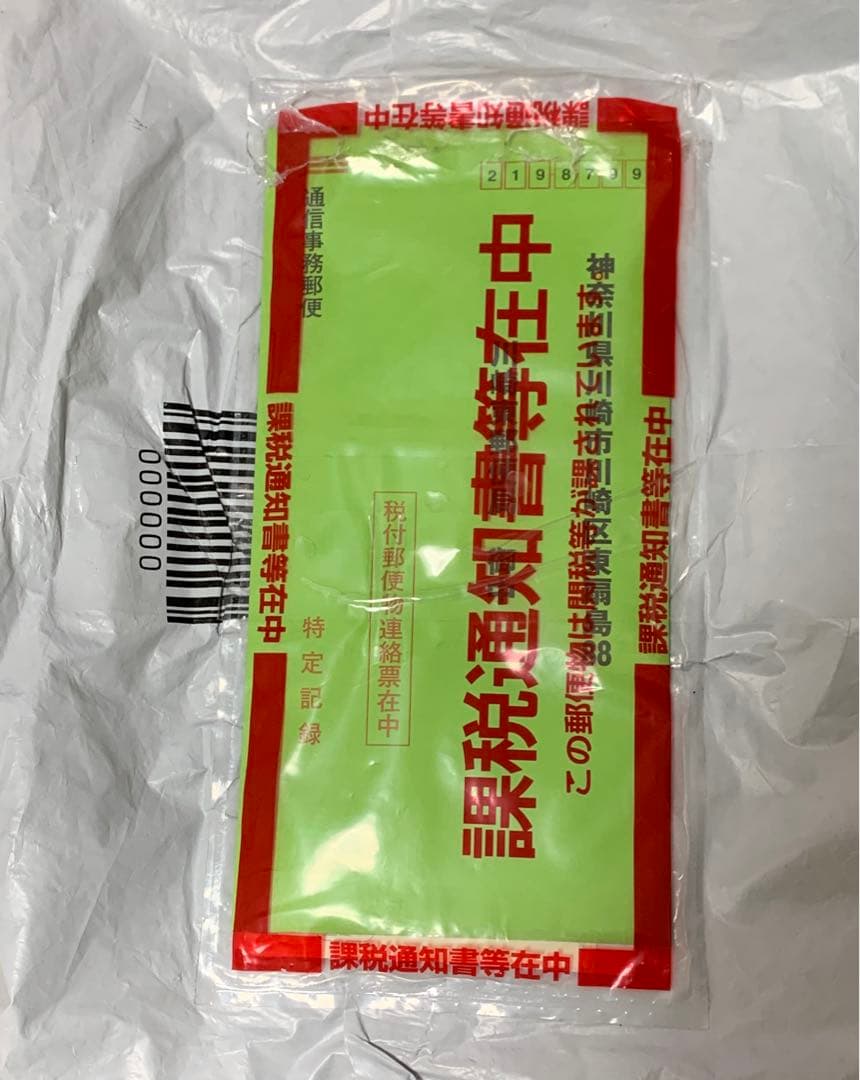 課税通知書等在中
2198799
神奈川県川崎市川崎区東扇島88
この郵便物は関税等が課されています。
課税通知書等在中
税付郵便物連絡票在中
通信事務郵便
特定記録
課税通知書等在中
課税通知書等在中
000000
課税通知書等在中